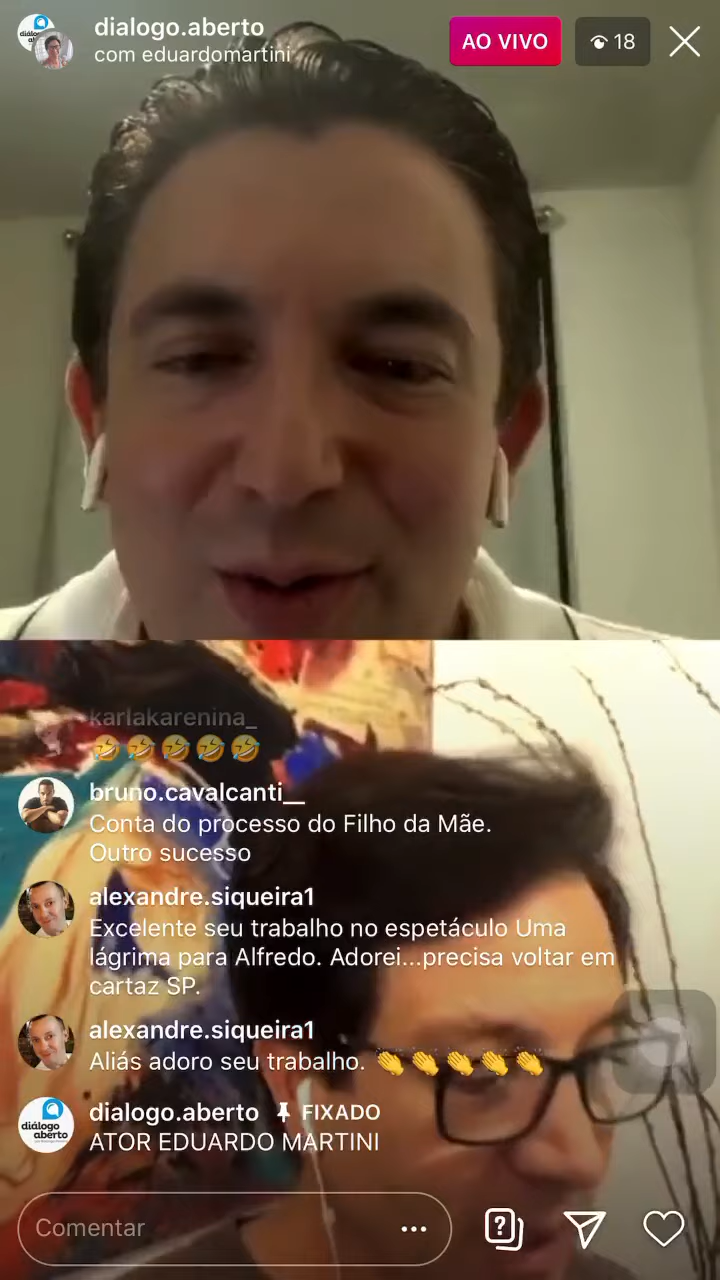 dialogo.aberto
com eduardomartini
AO VIVO
18
karlakarenina_
🤣🤣🤣🤣🤣
bruno.cavalcanti__
Conta do processo do Filho da Mãe.
Outro sucesso
alexandre.siqueira1
Excelente seu trabalho no espetáculo Uma
lágrima para Alfredo. Adorei...precisa voltar em
cartaz SP.
alexandre.siqueira1
Aliás adoro seu trabalho. 👏👏👏👏👏
diálogo
aberto
dialogo.aberto FIXADO
ATOR EDUARDO MARTINI
Comentar